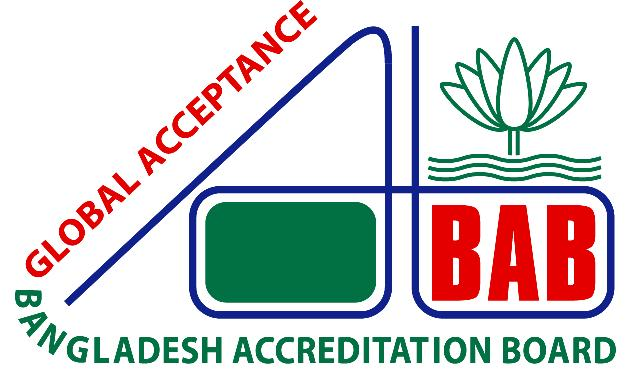 GLOBAL ACCEPTANCE
BAB
BANGLADESH ACCREDITATION BOARD